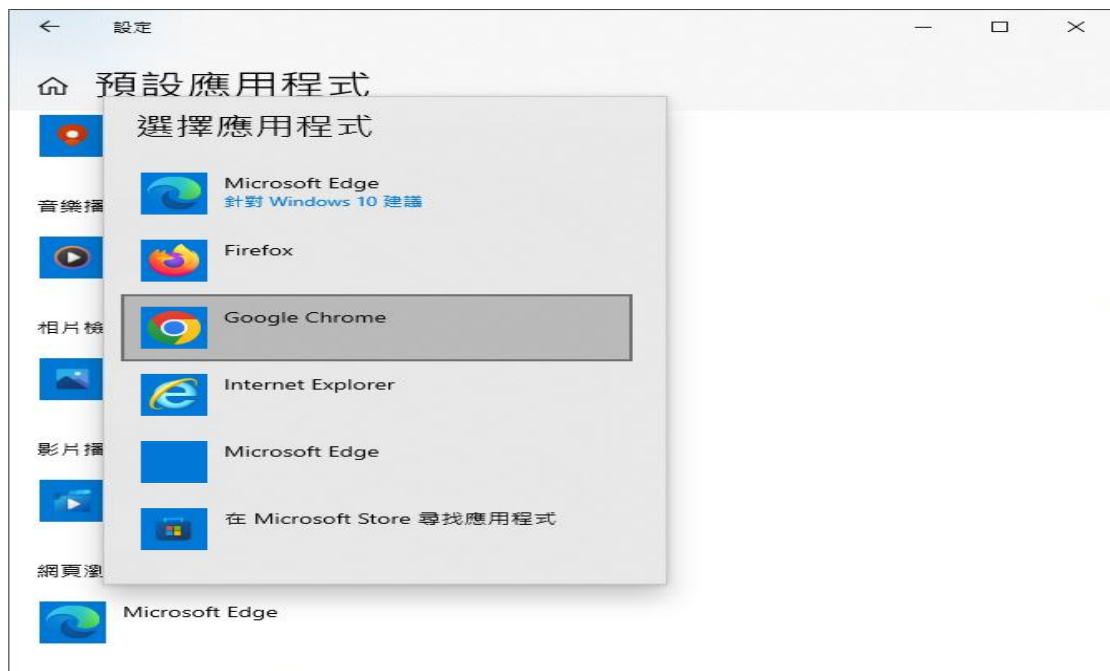 設定
預設應用程式
選擇應用程式
Microsoft Edge
針對 Windows 10 建議
音樂播
Firefox
Google Chrome
相片檢
Internet Explorer
影片播
Microsoft Edge
在 Microsoft Store 尋找應用程式
網頁瀏
Microsoft Edge